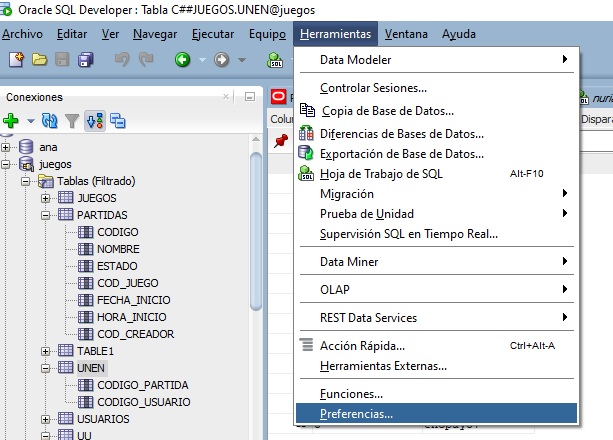 Oracle SQL Developer : Tabla C##JUEGOS.UNEN@juegos
Archivo Editar Ver Navegar Ejecutar Equipo Herramientas Ventana Ayuda
Data Modeler
Controlar Sesiones...
Copia de Base de Datos...
Diferencias de Bases de Datos...
Exportación de Base de Datos...
Hoja de Trabajo de SQL Alt-F10
Migración
Prueba de Unidad
Supervisión SQL en Tiempo Real...
Data Miner
OLAP
REST Data Services
Acción Rápida... Ctrl+Alt-A
Herramientas Externas...
Funciones...
Preferencias...
Conexiones
ana
juegos
Tablas (Filtrado)
JUEGOS
PARTIDAS
CODIGO
NOMBRE
ESTADO
COD_JUEGO
FECHA_INICIO
HORA_INICIO
COD_CREADOR
TABLE1
UNEN
CODIGO_PARTIDA
CODIGO_USUARIO
USUARIOS
UU
Colu
nuria
Dispara